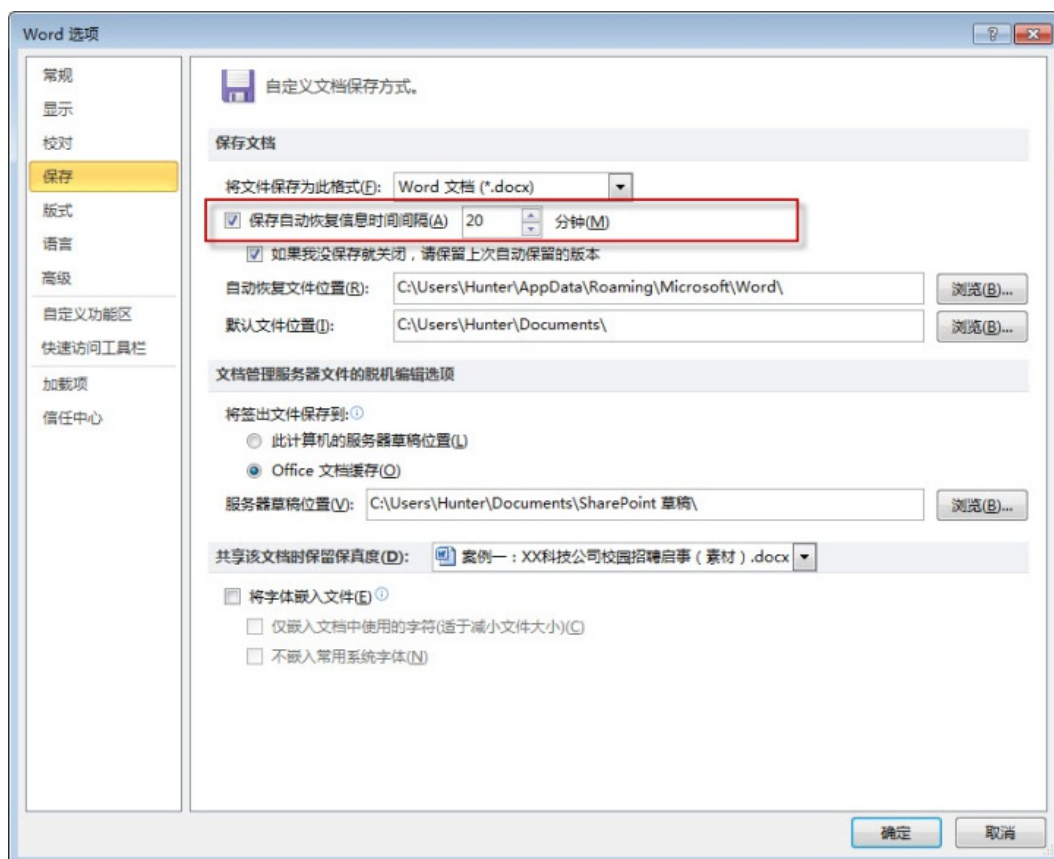 Word 选项
常规
显示
校对
保存
版式
语言
高级
自定义功能区
快速访问工具栏
加载项
信任中心
自定义文档保存方式。
保存文档
将文件保存为此格式(F): Word 文档 (*.docx)
保存自动恢复信息时间间隔(A) 20 分钟(M)
如果我没保存就关闭，请保留上次自动保留的版本
自动恢复文件位置(R): C:\Users\Hunter\AppData\Roaming\Microsoft\Word\ 浏览(B)...
默认文件位置(I): C:\Users\Hunter\Documents\ 浏览(B)...
文档管理服务器文件的脱机编辑选项
将签出文件保存到:
此计算机的服务器草稿位置(L)
Office 文档缓存(O)
服务器草稿位置(V): C:\Users\Hunter\Documents\SharePoint 草稿\ 浏览(B)...
共享该文档时保留保真度(D): 案例一：XX科技公司校园招聘启事（素材）.docx
将字体嵌入文件(E)
仅嵌入文档中使用的字符(适于减小文件大小)(C)
不嵌入常用系统字体(N)
确定 取消